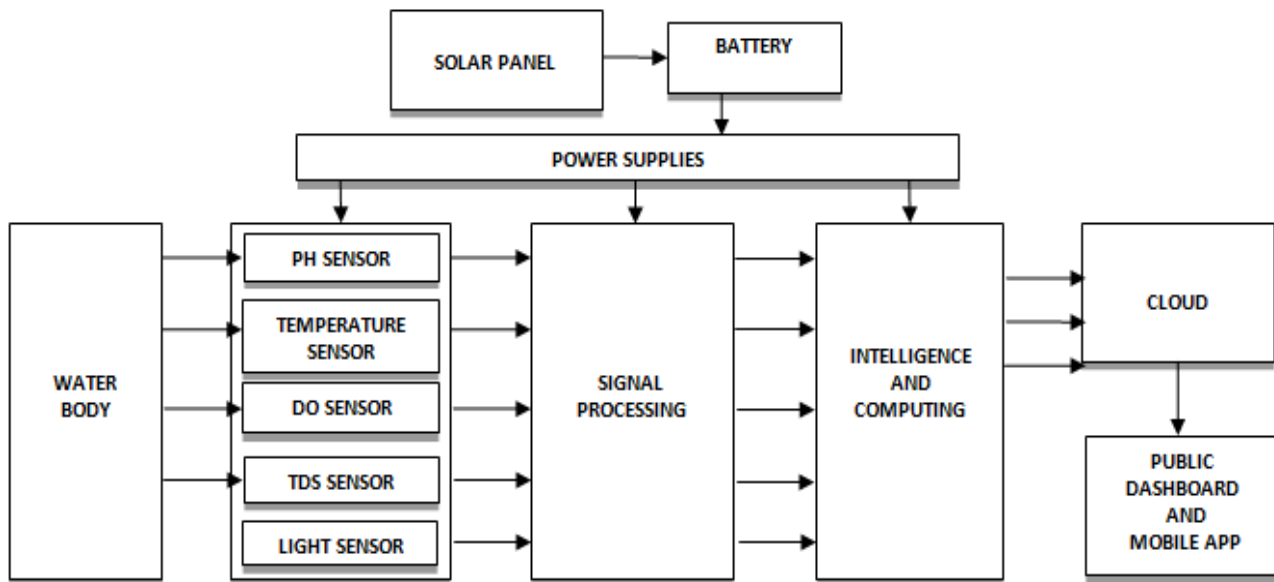 SOLAR PANEL
BATTERY
POWER SUPPLIES
WATER
BODY
PH SENSOR
TEMPERATURE
SENSOR
DO SENSOR
TDS SENSOR
LIGHT SENSOR
SIGNAL
PROCESSING
INTELLIGENCE
AND
COMPUTING
CLOUD
PUBLIC
DASHBOARD
AND
MOBILE APP